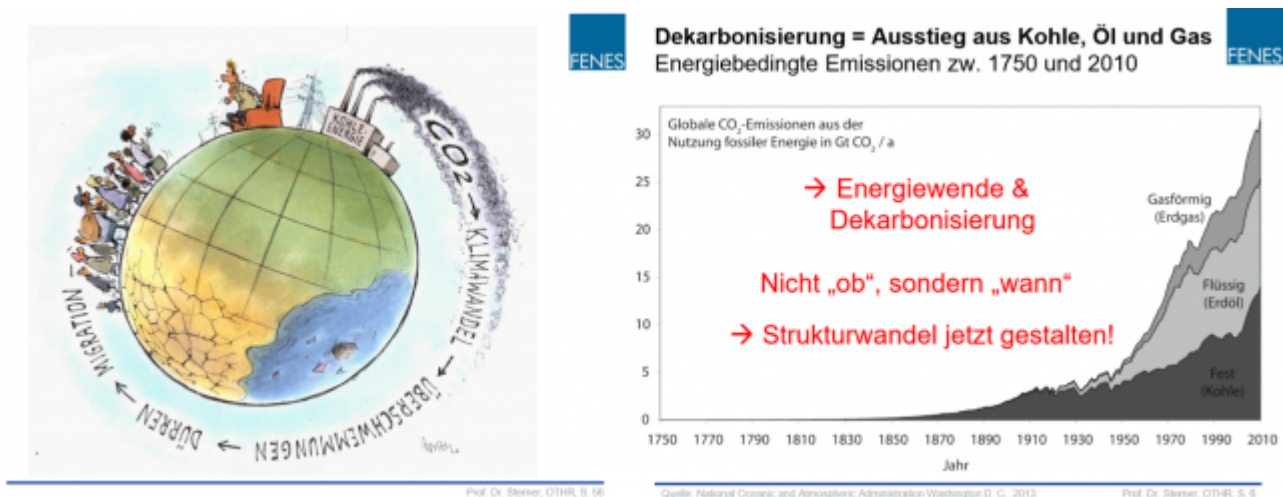 FENES
KOHLE-
ENERGIE
CO2 → KLIMAWANDEL → ÜBERSCHWEMMUNGEN → DÜRREN → MIGRATION
Prof. Dr. Sterner, OTHR, S. 56
Dekarbonisierung = Ausstieg aus Kohle, Öl und Gas
Energiebedingte Emissionen zw. 1750 und 2010
FENES
Globale CO₂-Emissionen aus der
Nutzung fossiler Energie in Gt CO₂ / a
→ Energiewende &
Dekarbonisierung
Nicht „ob“, sondern „wann“
→ Strukturwandel jetzt gestalten!
Gasförmig
(Erdgas)
Flüssig
(Erdöl)
Fest
(Kohle)
30
25
20
15
10
5
0
1750 1770 1790 1810 1830 1850 1870 1890 1910 1930 1950 1970 1990 2010
Jahr
Quelle: National Oceanic and Atmospheric Administration Washington D. C., 2013
Prof. Dr. Sterner, OTHR, S. 6